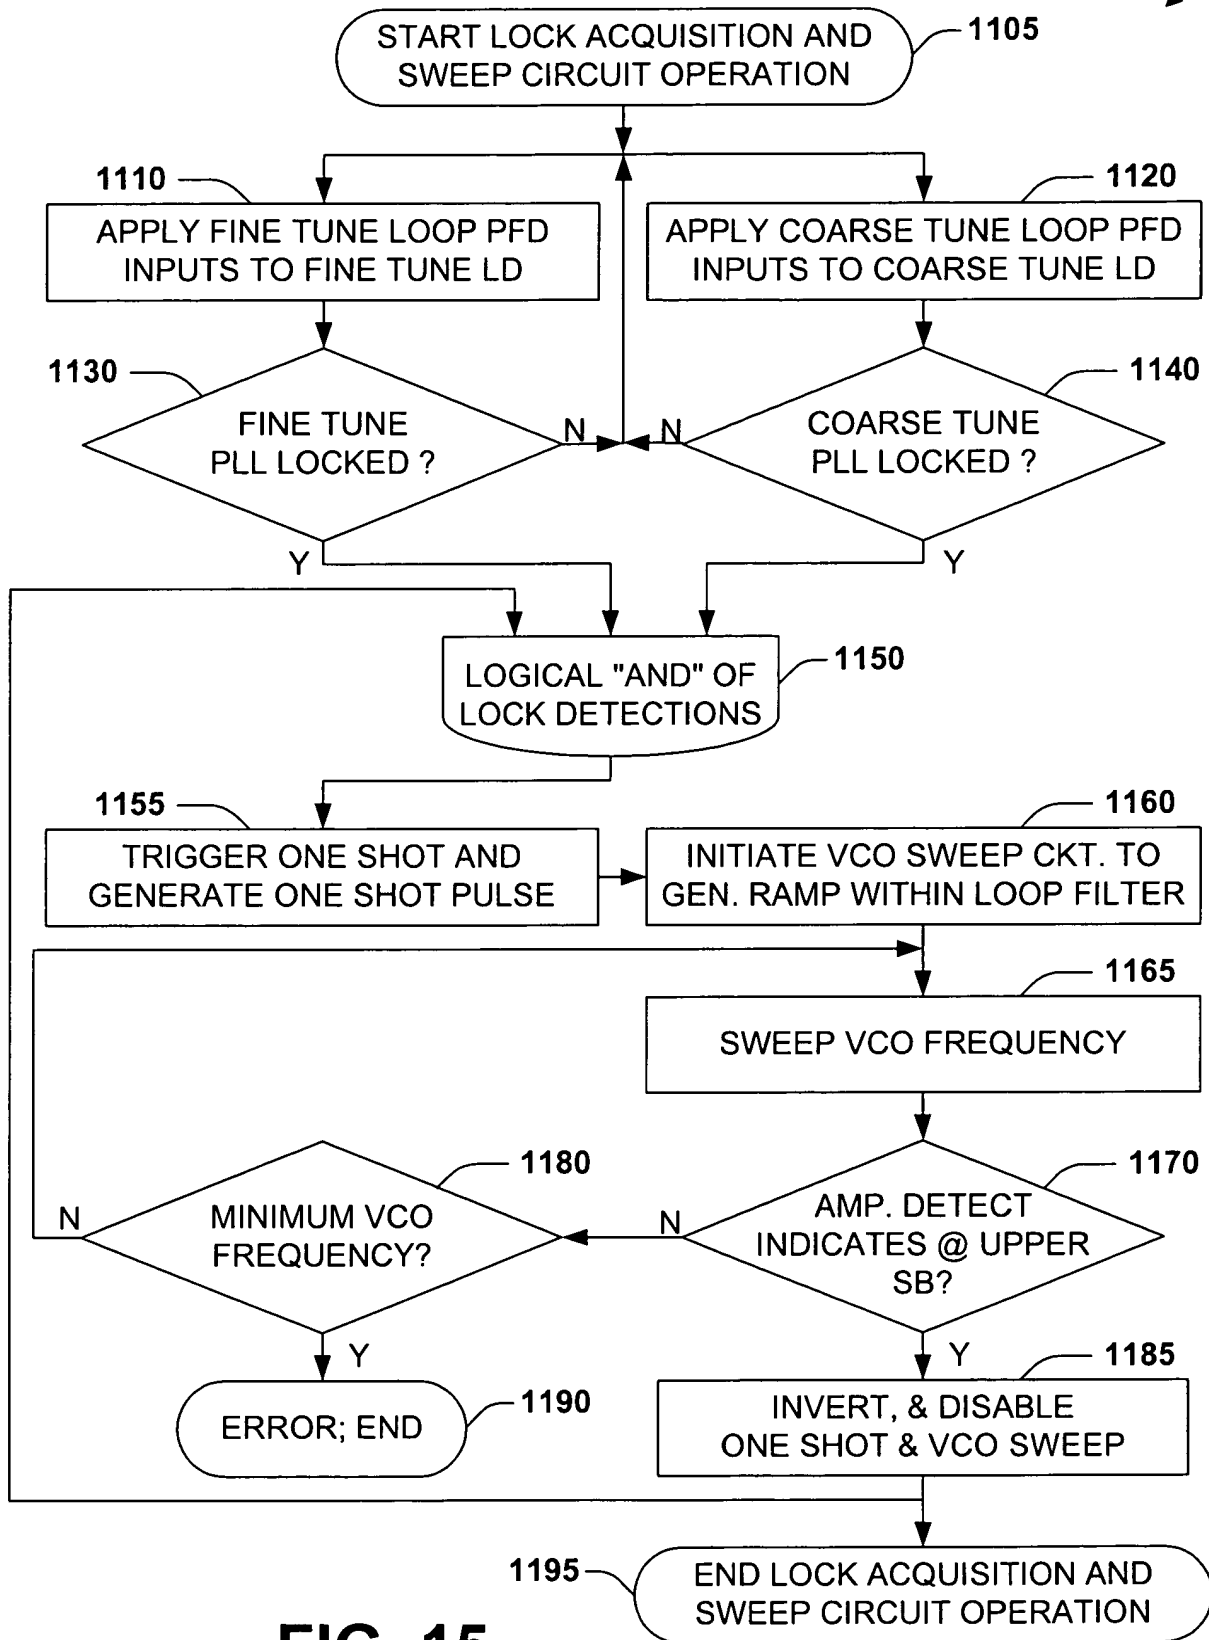 START LOCK ACQUISITION AND
SWEEP CIRCUIT OPERATION
1105
1110
APPLY FINE TUNE LOOP PFD
INPUTS TO FINE TUNE LD
1120
APPLY COARSE TUNE LOOP PFD
INPUTS TO COARSE TUNE LD
1130
FINE TUNE
PLL LOCKED ?
N
Y
1140
COARSE TUNE
PLL LOCKED ?
N
Y
LOGICAL "AND" OF
LOCK DETECTIONS
1150
1155
TRIGGER ONE SHOT AND
GENERATE ONE SHOT PULSE
1160
INITIATE VCO SWEEP CKT. TO
GEN. RAMP WITHIN LOOP FILTER
1165
SWEEP VCO FREQUENCY
1170
AMP. DETECT
INDICATES @ UPPER
SB?
N
Y
1180
MINIMUM VCO
FREQUENCY?
N
Y
1185
INVERT, & DISABLE
ONE SHOT & VCO SWEEP
ERROR; END
1190
1195
END LOCK ACQUISITION AND
SWEEP CIRCUIT OPERATION
FIG. 15